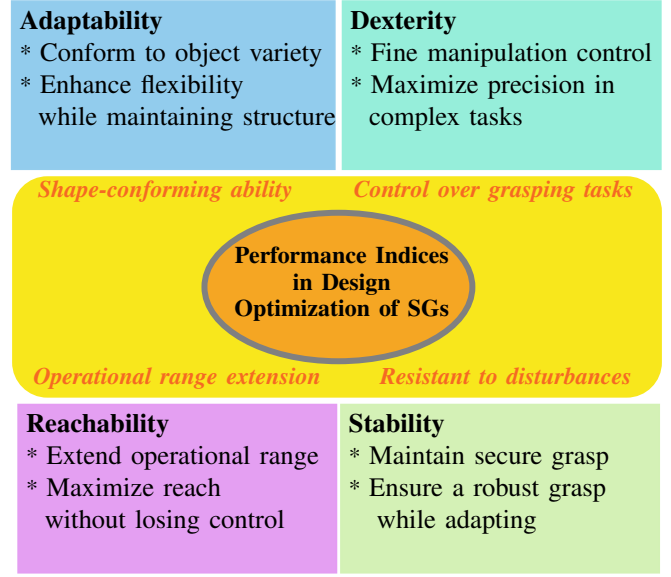 Adaptability
* Conform to object variety
* Enhance flexibility
while maintaining structure
Dexterity
* Fine manipulation control
* Maximize precision in
complex tasks
Shape-conforming ability
Control over grasping tasks
Performance Indices
in Design
Optimization of SGs
Operational range extension
Resistant to disturbances
Reachability
* Extend operational range
* Maximize reach
without losing control
Stability
* Maintain secure grasp
* Ensure a robust grasp
while adapting